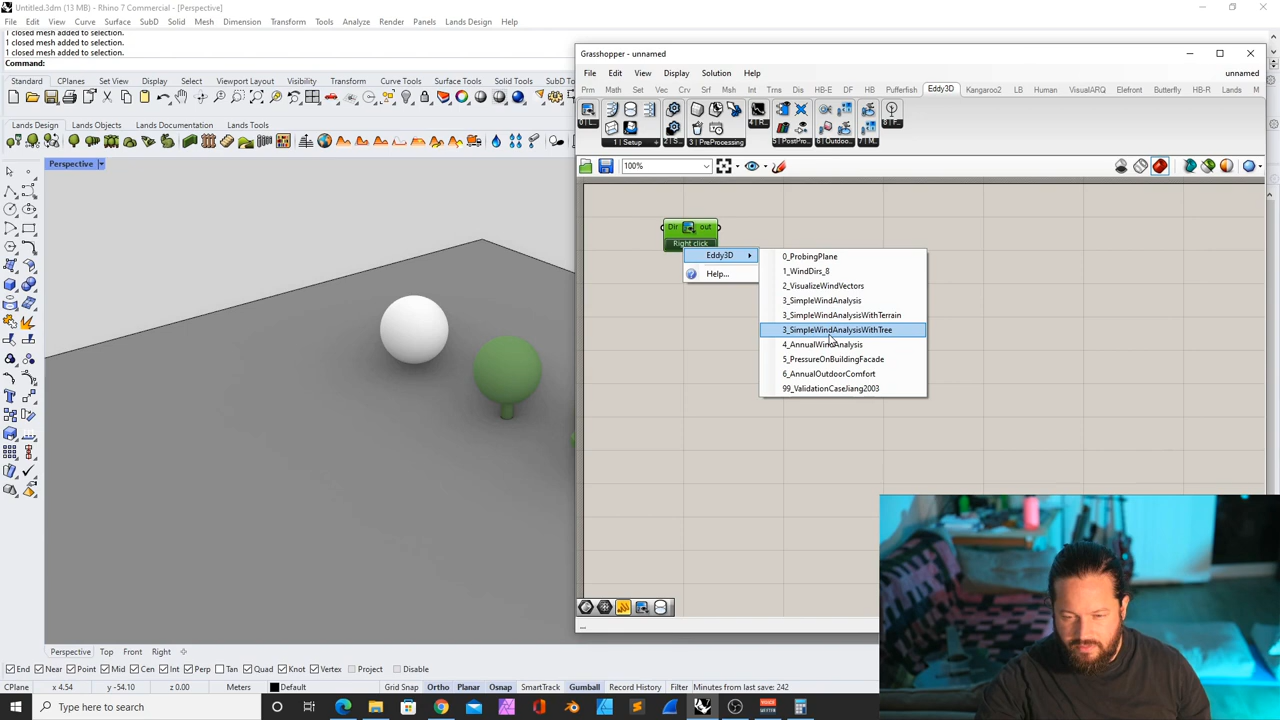 Untitled.3dm (13 MB) - Rhino 7 Commercial - [Perspective]
File Edit View Curve Surface SubD Solid Mesh Dimension Transform Tools Analyze Render Panels Lands Design Help
1 closed mesh added to selection.
1 closed mesh added to selection.
1 closed mesh added to selection.
Command:
Standard CPlanes Set View Display Select Viewport Layout Visibility Transform Curve Tools Surface Tools Solid Tools SubD To
Lands Design Lands Objects Lands Documentation Lands Tools
Perspective
Grasshopper - unnamed
File Edit View Display Solution Help unnamed
Prm Math Set Vec Crv Srf Msh Int Trns Dis HB-E DF HB Pufferfish Eddy3D Kangaroo2 LB Human VisualARQ Elefront Butterfly HB-R Lands M
0 | I... 1 | Setup 2 | S... 3 | PreProcessing 4 | R... 5 | PostPro... 6 | Outdoo... 7 | M... 8 | F...
100%
Dir out
Right click
Eddy3D
Help...
0_ProbingPlane
1_WindDirs_8
2_VisualizeWindVectors
3_SimpleWindAnalysis
3_SimpleWindAnalysisWithTerrain
3_SimpleWindAnalysisWithTree
4_AnnualWindAnalysis
5_PressureOnBuildingFacade
6_AnnualOutdoorComfort
99_ValidationCaseJiang2003
...
Perspective Top Front Right
End Near Point Mid Cen Int Perp Tan Quad Knot Vertex Project Disable
CPlane x 4.54 y -54.10 z 0.00 Meters Default Grid Snap Ortho Planar Osnap SmartTrack Gumball Record History Filter Minutes from last save: 242
Type here to search